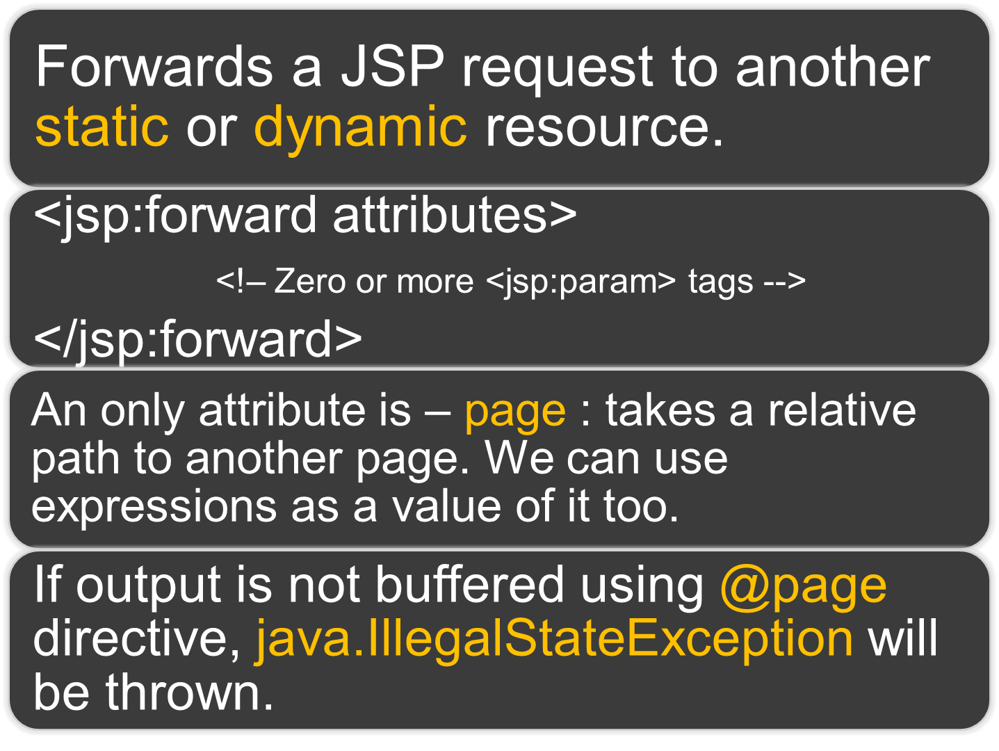 Forwards a JSP request to another
static or dynamic resource.
<jsp:forward attributes>
<!– Zero or more <jsp:param> tags -->
</jsp:forward>
An only attribute is – page : takes a relative
path to another page. We can use
expressions as a value of it too.
If output is not buffered using @page
directive, java.IllegalStateException will
be thrown.